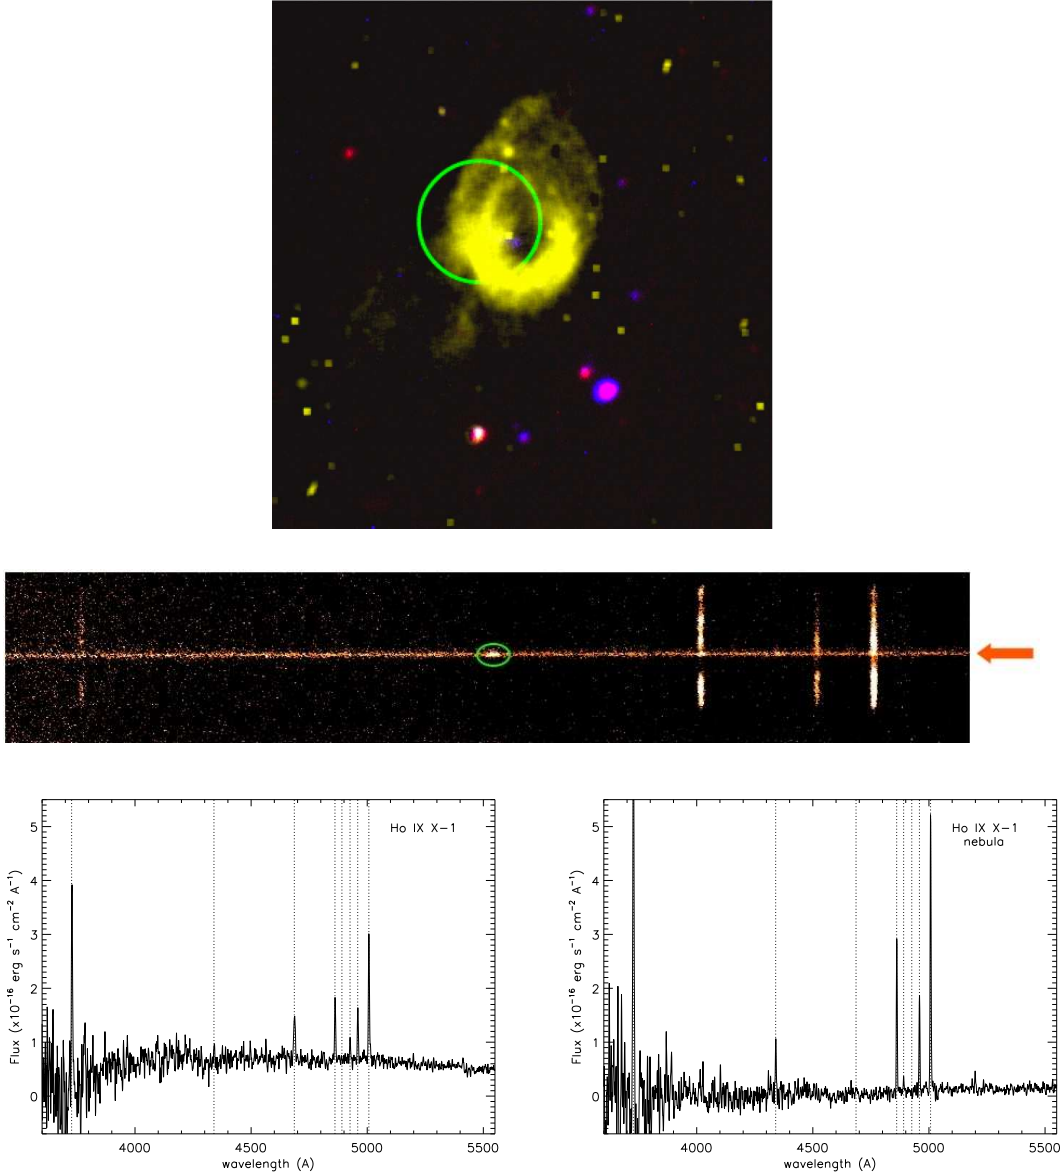 5
4
3
2
1
0
Flux (x10⁻¹⁶ erg s⁻¹ cm⁻² A⁻¹)
Ho IX X-1
4000 4500 5000 5500
wavelength (A)
5
4
3
2
1
0
Flux (x10⁻¹⁶ erg s⁻¹ cm⁻² A⁻¹)
Ho IX X-1
nebula
4000 4500 5000 5500
wavelength (A)